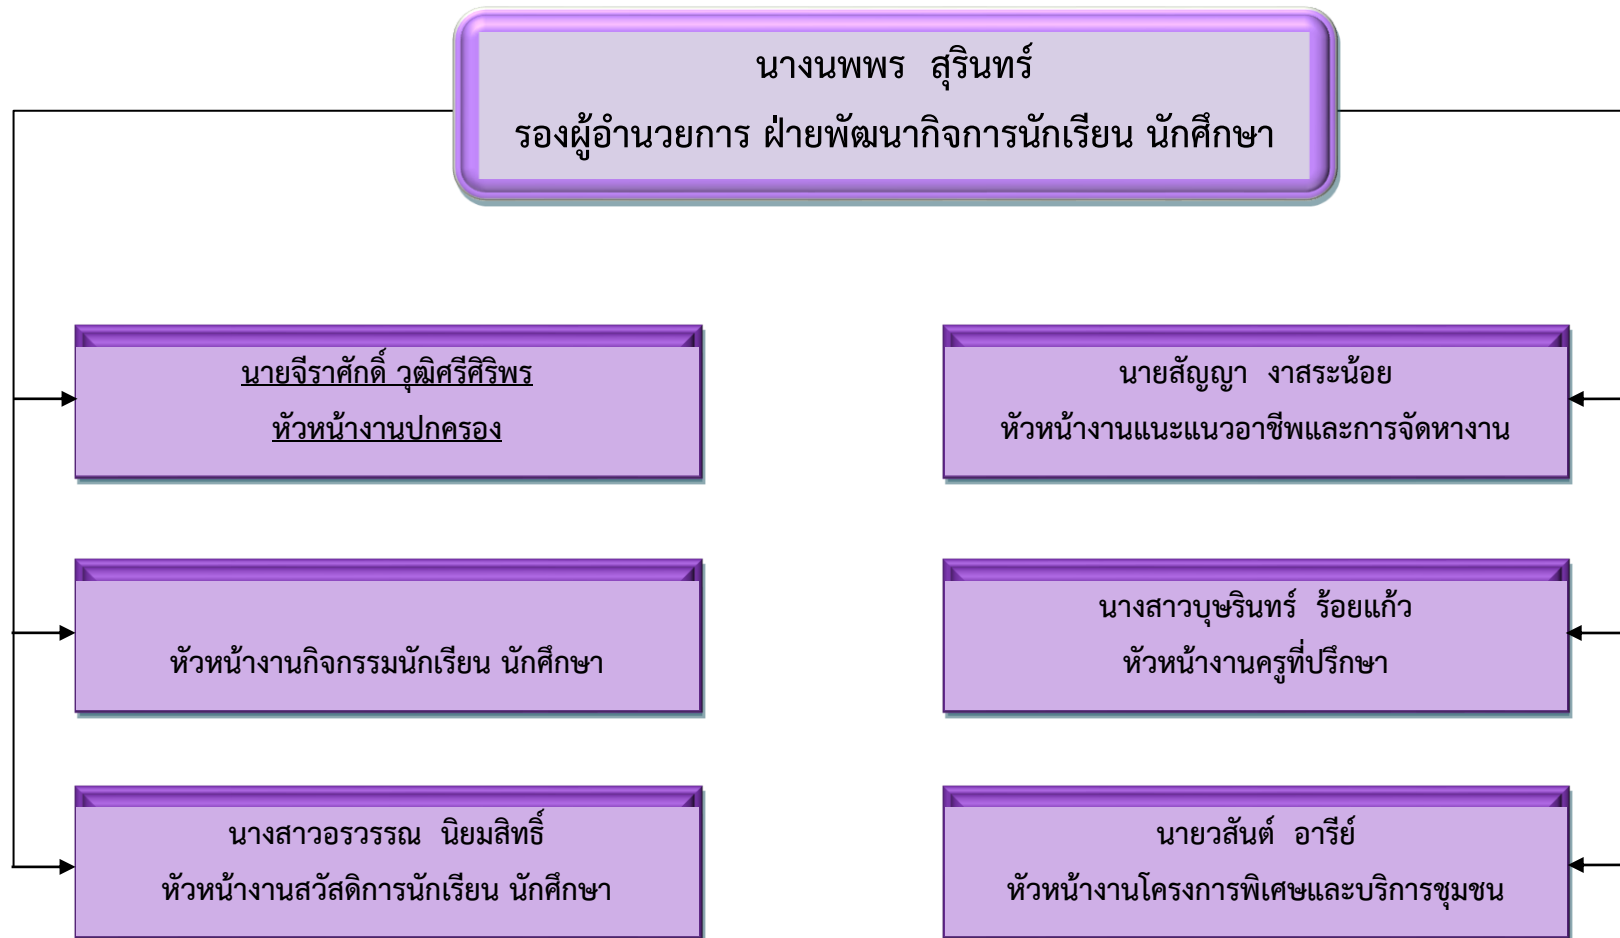 นางนพพร  สุรินทร์
รองผู้อำนวยการ ฝ่ายพัฒนากิจการนักเรียน นักศึกษา
นายจีราศักดิ์ วุฒิศรีศิริพร
หัวหน้างานปกครอง
นายสัญญา  งาสระน้อย
หัวหน้างานแนะแนวอาชีพและการจัดหางาน
หัวหน้างานกิจกรรมนักเรียน นักศึกษา
นางสาวบุษรินทร์  ร้อยแก้ว
หัวหน้างานครูที่ปรึกษา
นางสาวอรวรรณ  นิยมสิทธิ์
หัวหน้างานสวัสดิการนักเรียน นักศึกษา
นายวสันต์  อารีย์
หัวหน้างานโครงการพิเศษและบริการชุมชน